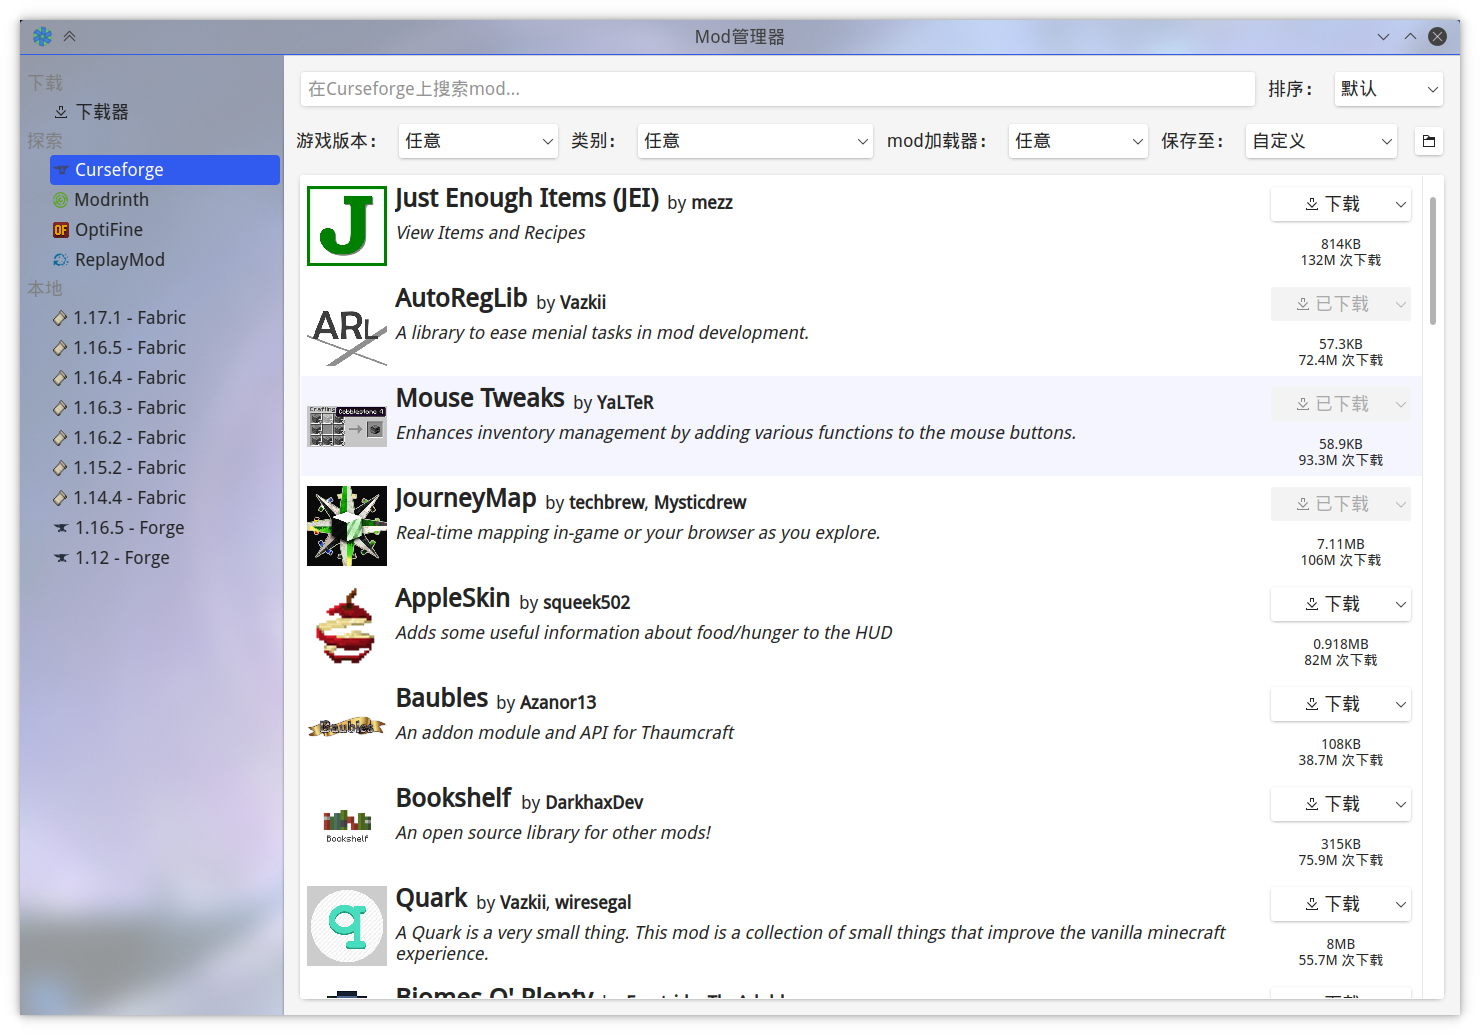 Mod管理器
下载
下载器
探索
Curseforge
Modrinth
OF OptiFine
ReplayMod
本地
1.17.1 - Fabric
1.16.5 - Fabric
1.16.4 - Fabric
1.16.3 - Fabric
1.16.2 - Fabric
1.15.2 - Fabric
1.14.4 - Fabric
1.16.5 - Forge
1.12 - Forge
在Curseforge上搜索mod...
排序: 默认
游戏版本: 任意 类别: 任意 mod加载器: 任意 保存至: 自定义
J
Just Enough Items (JEI) by mezz
View Items and Recipes
下载
814KB
132M 次下载
ARL
AutoRegLib by Vazkii
A library to ease menial tasks in mod development.
已下载
57.3KB
72.4M 次下载
Crafting Cobblestone 4
Mouse Tweaks by YaLTeR
Enhances inventory management by adding various functions to the mouse buttons.
已下载
58.9KB
93.3M 次下载
JourneyMap by techbrew, Mysticdrew
Real-time mapping in-game or your browser as you explore.
已下载
7.11MB
106M 次下载
AppleSkin by squeek502
Adds some useful information about food/hunger to the HUD
下载
0.918MB
82M 次下载
Baubles
Baubles by Azanor13
An addon module and API for Thaumcraft
下载
108KB
38.7M 次下载
Bookshelf
Bookshelf by DarkhaxDev
An open source library for other mods!
下载
315KB
75.9M 次下载
q
Quark by Vazkii, wiresegal
A Quark is a very small thing. This mod is a collection of small things that improve the vanilla minecraft
experience.
下载
8MB
55.7M 次下载
Biomes O' Plenty